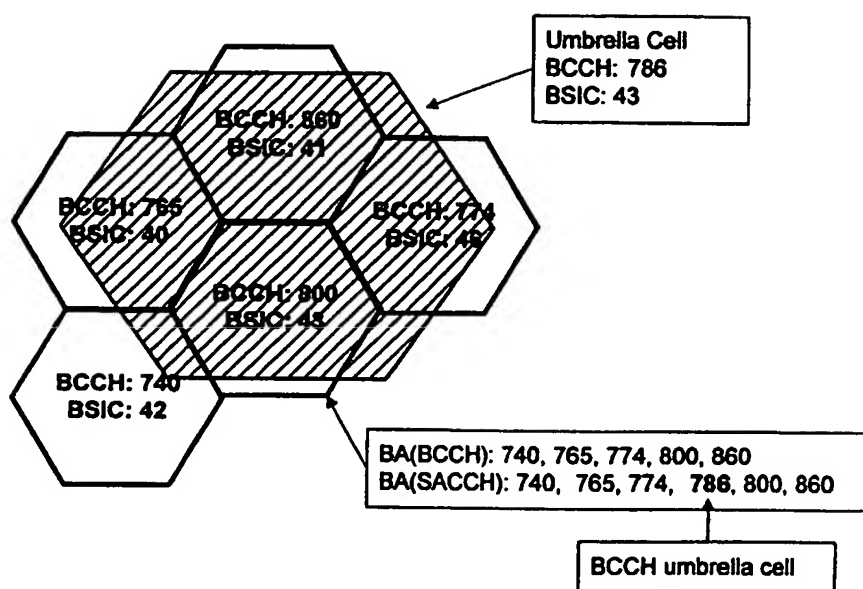 Umbrella Cell
BCCH: 786
BSIC: 43
BCCH: 860
BSIC: 41
BCCH: 765
BSIC: 40
BCCH: 774
BSIC:
BCCH: 800
BSIC:
BCCH: 740
BSIC: 42
BA(BCCH): 740, 765, 774, 800, 860
BA(SACCH): 740, 765, 774, 786, 800, 860
BCCH umbrella cell